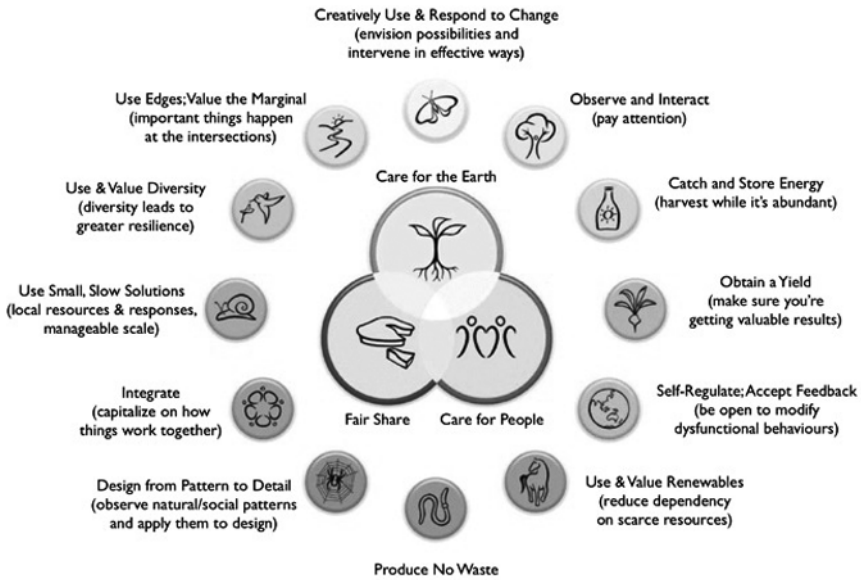 Creatively Use & Respond to Change
(envision possibilities and
intervene in effective ways)
Observe and Interact
(pay attention)
Catch and Store Energy
(harvest while it's abundant)
Obtain a Yield
(make sure you're
getting valuable results)
Self-Regulate; Accept Feedback
(be open to modify
dysfunctional behaviours)
Use & Value Renewables
(reduce dependency
on scarce resources)
Produce No Waste
Design from Pattern to Detail
(observe natural/social patterns
and apply them to design)
Integrate
(capitalize on how
things work together)
Use Small, Slow Solutions
(local resources & responses,
manageable scale)
Use & Value Diversity
(diversity leads to
greater resilience)
Use Edges; Value the Marginal
(important things happen
at the intersections)
Care for the Earth
Fair Share
Care for People